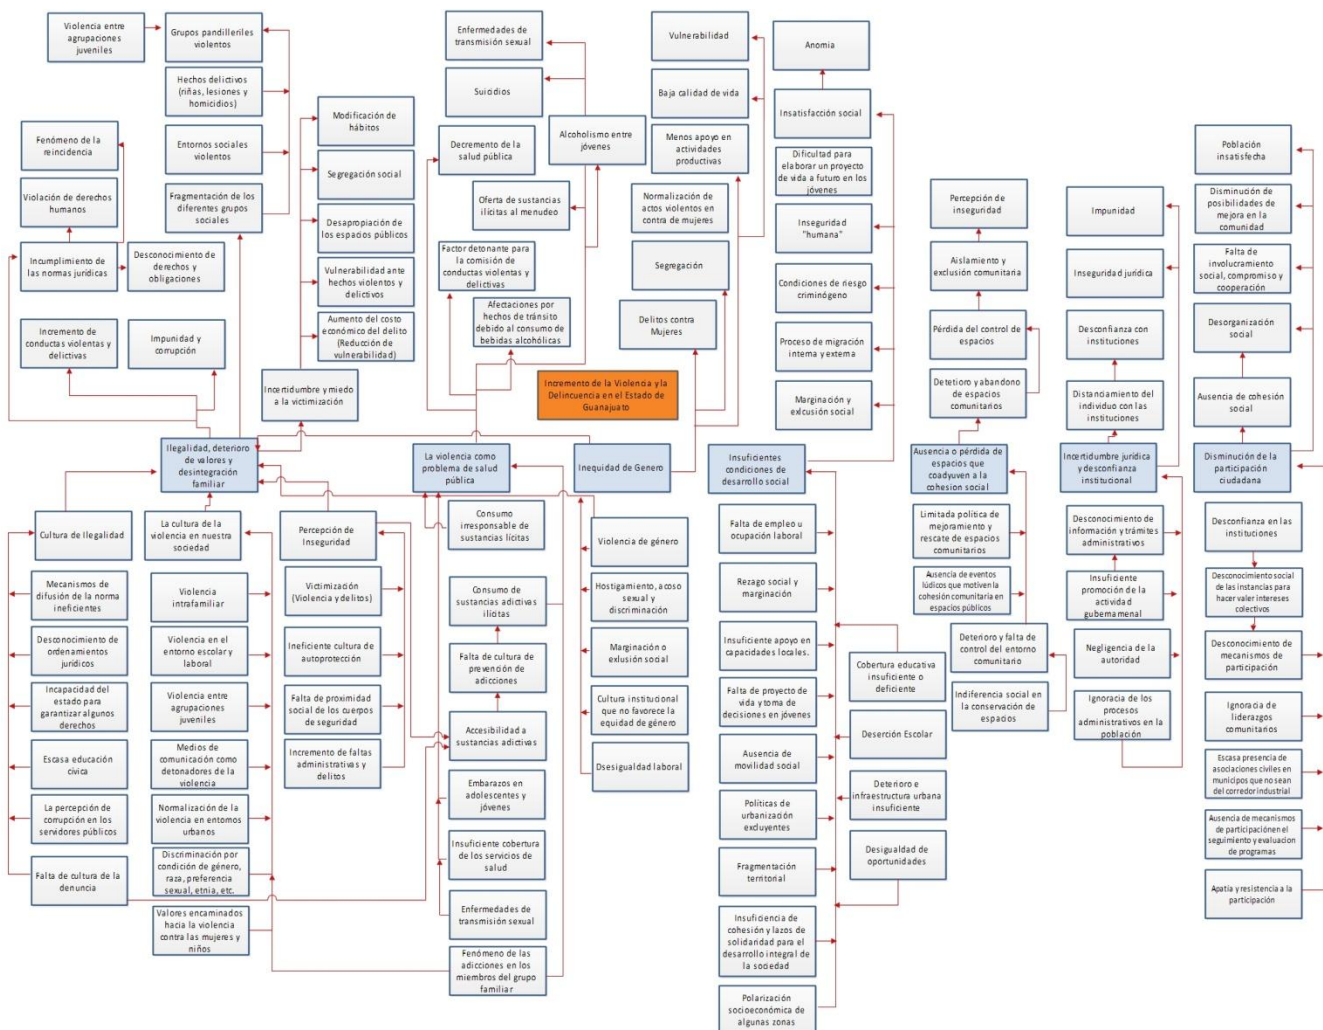 Violencia entre
agrupaciones
juveniles
Grupos pandilleriles
violentos
Hechos delictivos
(riñas, lesiones y
homicidios)
Entornos sociales
violentos
Fragmentación de los
diferentes grupos
sociales
Fenómeno de la
reincidencia
Violación de derechos
humanos
Incumplimiento de
las normas jurídicas
Desconocimiento de
derechos y
obligaciones
Incremento de
conductas violentas y
delictivas
Impunidad y
corrupción
Modificación de
hábitos
Segregación social
Desapropiación de
los espacios públicos
Vulnerabilidad ante
hechos violentos y
delictivos
Aumento del costo
económico del delito
(Reducción de
vulnerabilidad)
Incertidumbre y miedo
a la victimización
Enfermedades de
transmisión sexual
Suicidios
Decremento de la
salud pública
Alcoholismo entre
jóvenes
Oferta de sustancias
ilícitas al menudeo
Factor detonante para
la comisión de
conductas violentas y
delictivas
Afectaciones por
hechos de tránsito
debido al consumo de
bebidas alcohólicas
Vulnerabilidad
Baja calidad de vida
Menos apoyo en
actividades
productivas
Normalización de
actos violentos en
contra de mujeres
Segregación
Delitos contra
Mujeres
Anomia
Insatisfacción social
Dificultad para
elaborar un proyecto
de vida a futuro en los
jóvenes
Inseguridad
"humana"
Condiciones de riesgo
criminógeno
Proceso de migración
interna y externa
Marginación y
exlcusión social
Percepción de
inseguridad
Aislamiento y
exclusión comunitaria
Pérdida del control de
espacios
Detetioro y abandono
de espacios
comunitarios
Impunidad
Inseguridad jurídica
Desconfianza con
instituciones
Distanciamiento del
individuo con las
instituciones
Población
insatisfecha
Disminución de
posibilidades de
mejora en la
comunidad
Falta de
involucramiento
social, compromiso y
cooperación
Desorganización
social
Ausencia de cohesión
social
Incremento de la Violencia y la
Delincuencia en el Estado de
Guanajuato
Ilegalidad, deterioro
de valores y
desintegración
familiar
La violencia como
problema de salud
pública
Inequidad de Genero
Insuficientes
condiciones de
desarrollo social
Ausencia o pérdida de
espacios que
coadyuven a la
cohesion social
Incertidumbre jurídica
y desconfianza
institucional
Disminución de la
participación
ciudadana
Cultura de Ilegalidad
Mecanismos de
difusión de la norma
ineficientes
Desconocimiento de
ordenamientos
jurídicos
Incapacidad del
estado para
garantizar algunos
derechos
Escasa educación
cívica
La percepción de
corrupción en los
servidores públicos
Falta de cultura de la
denuncia
La cultura de la
violencia en nuestra
sociedad
Violencia
intrafamiliar
Violencia en el
entorno escolar y
laboral
Violencia entre
agrupaciones
juveniles
Medios de
comunicación como
detonadores de la
violencia
Normalización de la
violencia en entornos
urbanos
Discriminación por
condición de género,
raza, preferencia
sexual, etnia, etc.
Valores encaminados
hacia la violencia
contra las mujeres y
niños
Percepción de
Inseguridad
Victimización
(Violencia y delitos)
Ineficiente cultura de
autoprotección
Falta de proximidad
social de los cuerpos
de seguridad
Incremento de faltas
administrativas y
delitos
Consumo
irresponsable de
sustancias lícitas
Consumo de
sustancias adictivas
ilícitas
Falta de cultura de
prevención de
adicciones
Accesibilidad a
sustancias adictivas
Embarazos en
adolescentes y
jóvenes
Insuficiente cobertura
de los servicios de
salud
Enfermedades de
transmisión sexual
Fenómeno de las
adicciones en los
miembros del grupo
familiar
Violencia de género
Hostigamiento, acoso
sexual y
discriminación
Marginación o
exlusión social
Cultura institucional
que no favorece la
equidad de género
Dsesigualdad laboral
Falta de empleo u
ocupación laboral
Rezago social y
marginación
Insuficiente apoyo en
capacidades locales.
Falta de proyecto de
vida y toma de
decisiones en jóvenes
Ausencia de
movilidad social
Políticas de
urbanización
excluyentes
Fragmentación
territorial
Insuficiencia de
cohesión y lazos de
solidaridad para el
desarrollo integral de
la sociedad
Polarización
socioeconómica de
algunas zonas
Cobertura educativa
insuficiente o
deficiente
Deserción Escolar
Deterioro e
infraestructura urbana
insuficiente
Desigualdad de
oportunidades
Limitada política de
mejoramiento y
rescate de espacios
comunitarios
Ausencia de eventos
lúdicos que motiven la
cohesión comunitaria en
espacios públicos
Deterioro y falta de
control del entorno
comunitario
Indiferencia social en
la conservación de
espacios
Desconocimiento de
información y trámites
administrativos
Insuficiente
promoción de la
actividad
gubernamenal
Negligencia de la
autoridad
Ignoracia de los
procesos
administrativos en la
población
Desconfianza en las
instituciones
Desconocimiento social
de las instancias para
hacer valer intereses
colectivos
Desconocimiento de
mecanismos de
participación
Ignoracia de
liderazgos
comunitarios
Escasa presencia de
asociaciones civiles en
municipos que no sean
del corredor industrial
Ausencia de mecanismos
de participaciónen el
seguimiento y evaluacion de
programas
Apatía y resistencia a la
participación